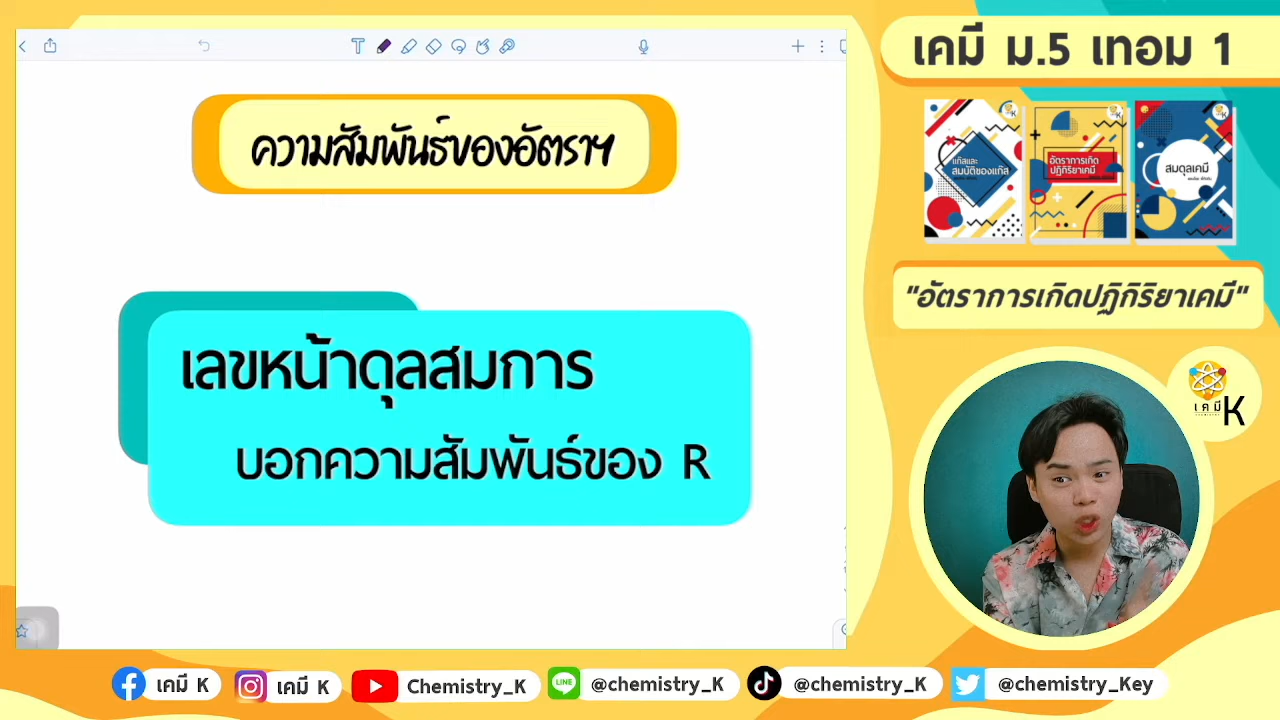 ความสัมพันธ์ของอัตราฯ
เลขหน้าดุลสมการ
บอกความสัมพันธ์ของ R
เคมี ม.5 เทอม 1
แก๊สและ
สมบัติของแก๊ส
อัตราการเกิด
ปฏิกิริยาเคมี
สมดุลเคมี
"อัตราการเกิดปฏิกิริยาเคมี"
เคมี K
เคมี K
เคมี K
Chemistry_K
@chemistry_K
@chemistry_K
@chemistry_Key